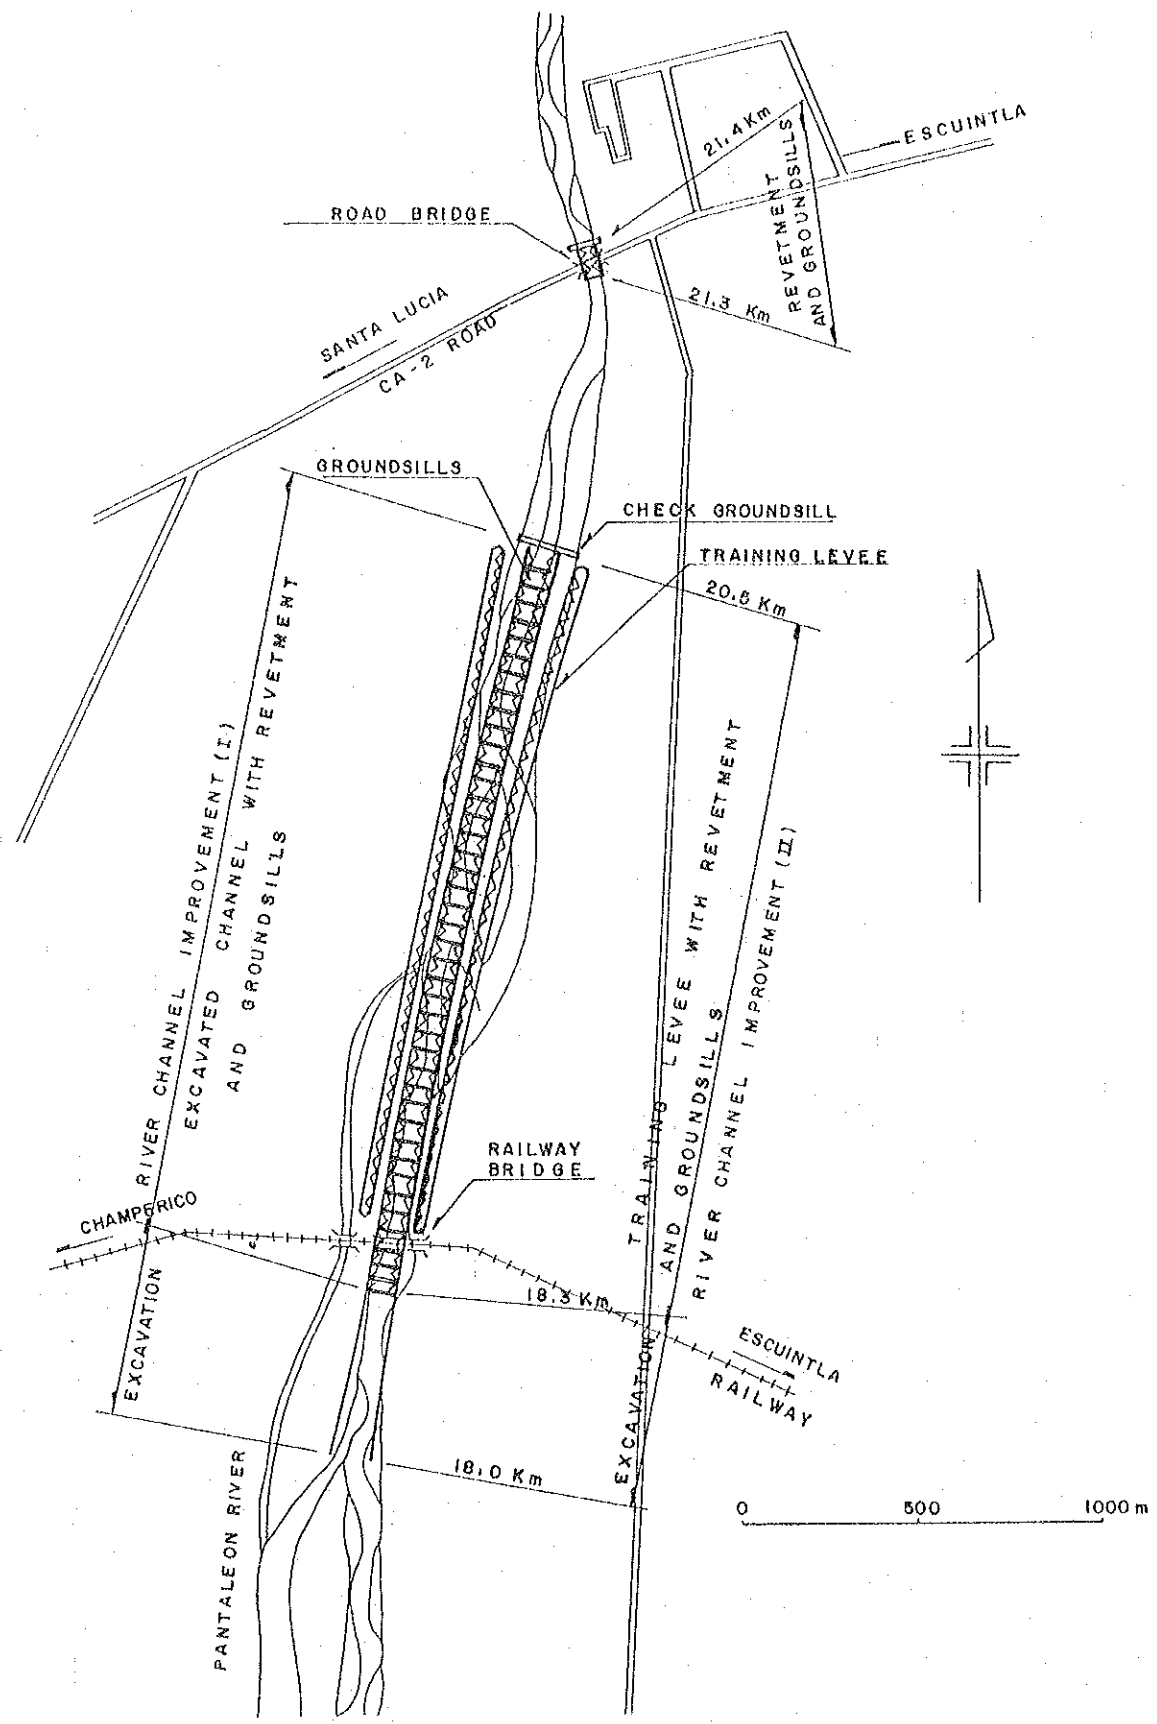 ESCUINTLA
21.4 Km
REVETMENT
AND GROUNDSILLS
ROAD BRIDGE
21.3 Km
SANTA LUCIA
CA-2 ROAD
GROUNDSILLS
CHECK GROUNDSILL
TRAINING LEVEE
20.5 Km
RIVER CHANNEL IMPROVEMENT (I)
EXCAVATED CHANNEL WITH REVETMENT
AND GROUNDSILLS
TRAINING LEVEE WITH REVETMENT
AND GROUNDSILLS
RIVER CHANNEL IMPROVEMENT (II)
RAILWAY
BRIDGE
CHAMPERICO
EXCAVATION
18.3 Km
ESCUINTLA
RAILWAY
EXCAVATION
18.0 Km
PANTALEON RIVER
0 500 1000 m